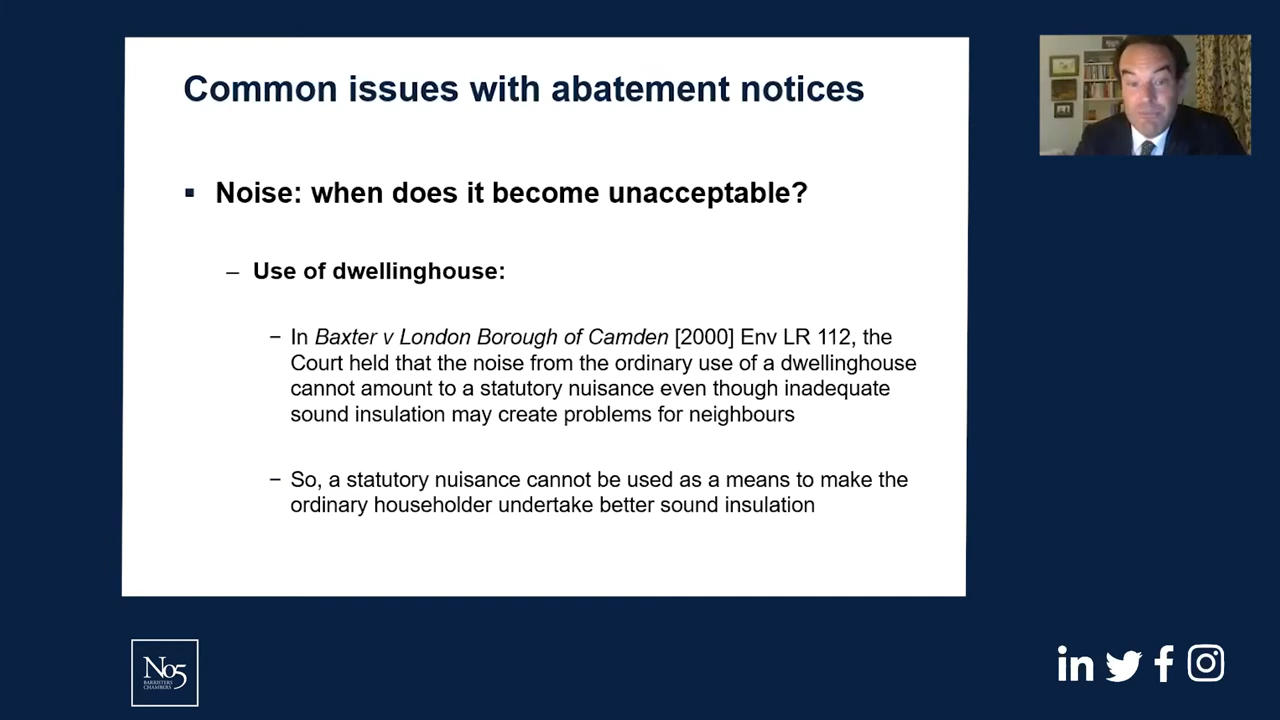 Common issues with abatement notices
▪ Noise: when does it become unacceptable?
– Use of dwellinghouse:
− In Baxter v London Borough of Camden [2000] Env LR 112, the
Court held that the noise from the ordinary use of a dwellinghouse
cannot amount to a statutory nuisance even though inadequate
sound insulation may create problems for neighbours
− So, a statutory nuisance cannot be used as a means to make the
ordinary householder undertake better sound insulation
No5
BARRISTERS
CHAMBERS
in